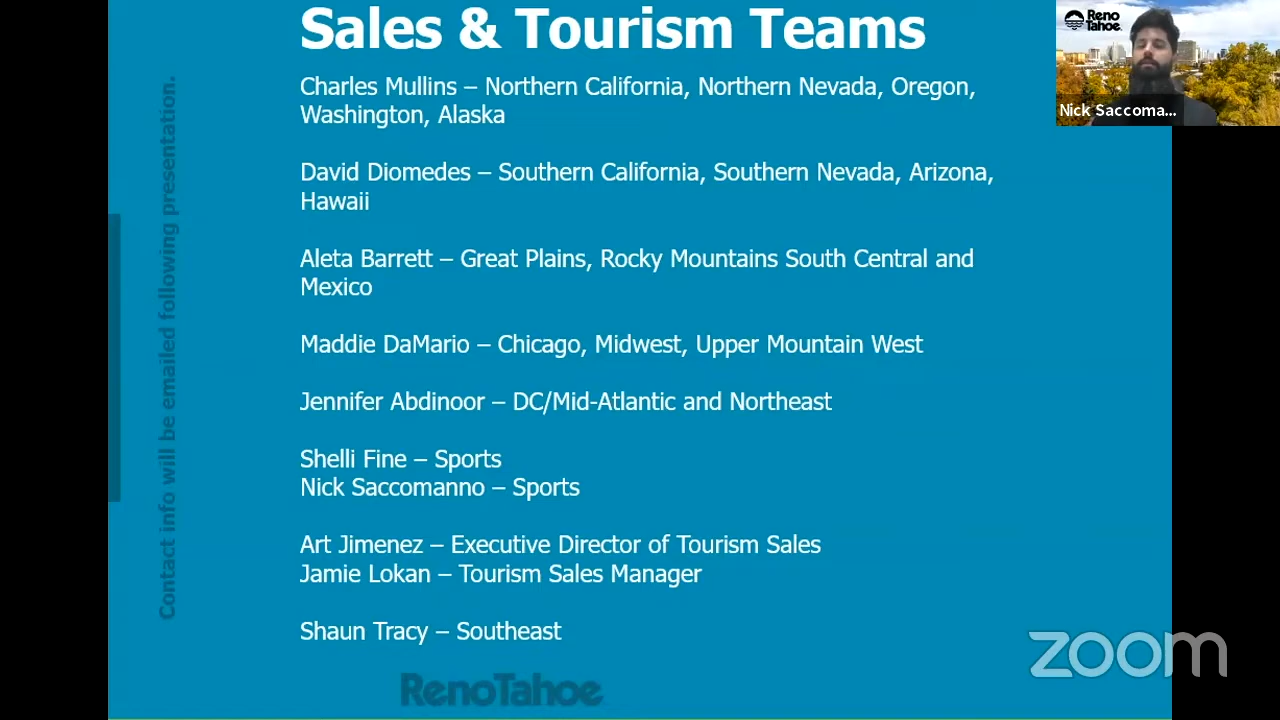 Sales & Tourism Teams
Charles Mullins – Northern California, Northern Nevada, Oregon,
Washington, Alaska
David Diomedes – Southern California, Southern Nevada, Arizona,
Hawaii
Aleta Barrett – Great Plains, Rocky Mountains South Central and
Mexico
Maddie DaMario – Chicago, Midwest, Upper Mountain West
Jennifer Abdinoor – DC/Mid-Atlantic and Northeast
Shelli Fine – Sports
Nick Saccomanno – Sports
Art Jimenez – Executive Director of Tourism Sales
Jamie Lokan – Tourism Sales Manager
Shaun Tracy – Southeast
Contact info will be emailed following presentation.
RenoTahoe
Reno
Tahoe
Nick Saccoma...
zoom